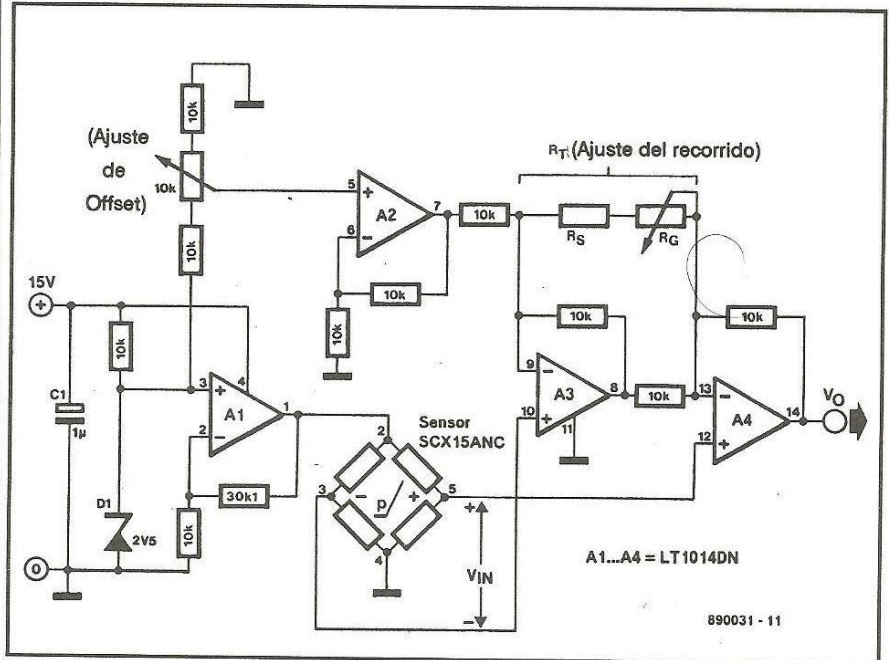 10k
(Ajuste
de
Offset)
10k
10k
RT (Ajuste del recorrido)
5
+
A2
7
6
−
10k
10k
10k
RS
RG
15V
+
10k
C1
1µ
3
+
4
A1
1
2
−
30k1
10k
D1
2V5
0
Sensor
SCX15ANC
2
3
−
p
+
5
4
+
VIN
−
10k
9
−
A3
8
10
+
11
10k
10k
13
−
A4
14
12
+
VO
A1...A4 = LT1014DN
890031 - 11